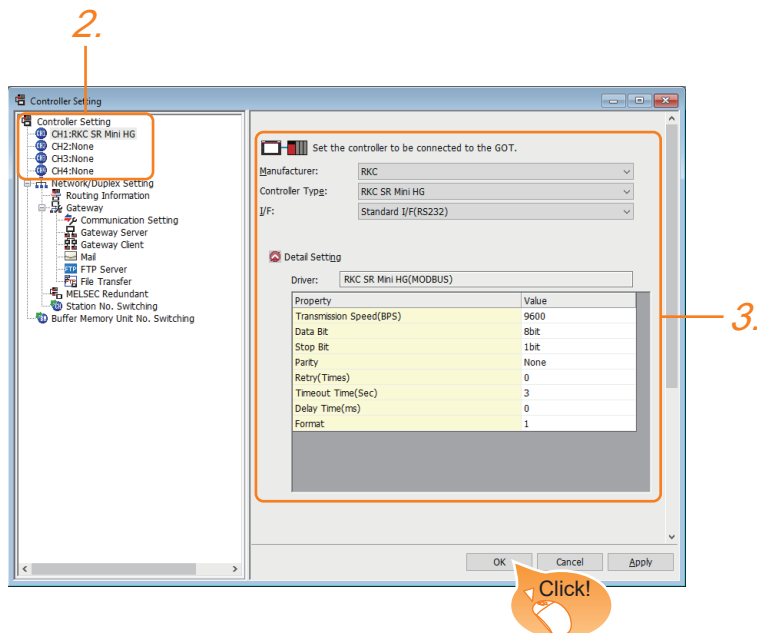 2.
Controller Setting
Controller Setting
CH1:RKC SR Mini HG
CH2:None
CH3:None
CH4:None
Network/Duplex Setting
Routing Information
Gateway
Communication Setting
Gateway Server
Gateway Client
Mail
FTP Server
File Transfer
MELSEC Redundant
Station No. Switching
Buffer Memory Unit No. Switching
Set the controller to be connected to the GOT.
Manufacturer: RKC
Controller Type: RKC SR Mini HG
I/F: Standard I/F(RS232)
Detail Setting
Driver: RKC SR Mini HG(MODBUS)
Property Value
Transmission Speed(BPS) 9600
Data Bit 8bit
Stop Bit 1bit
Parity None
Retry(Times) 0
Timeout Time(Sec) 3
Delay Time(ms) 0
Format 1
3.
OK Cancel Apply
Click!